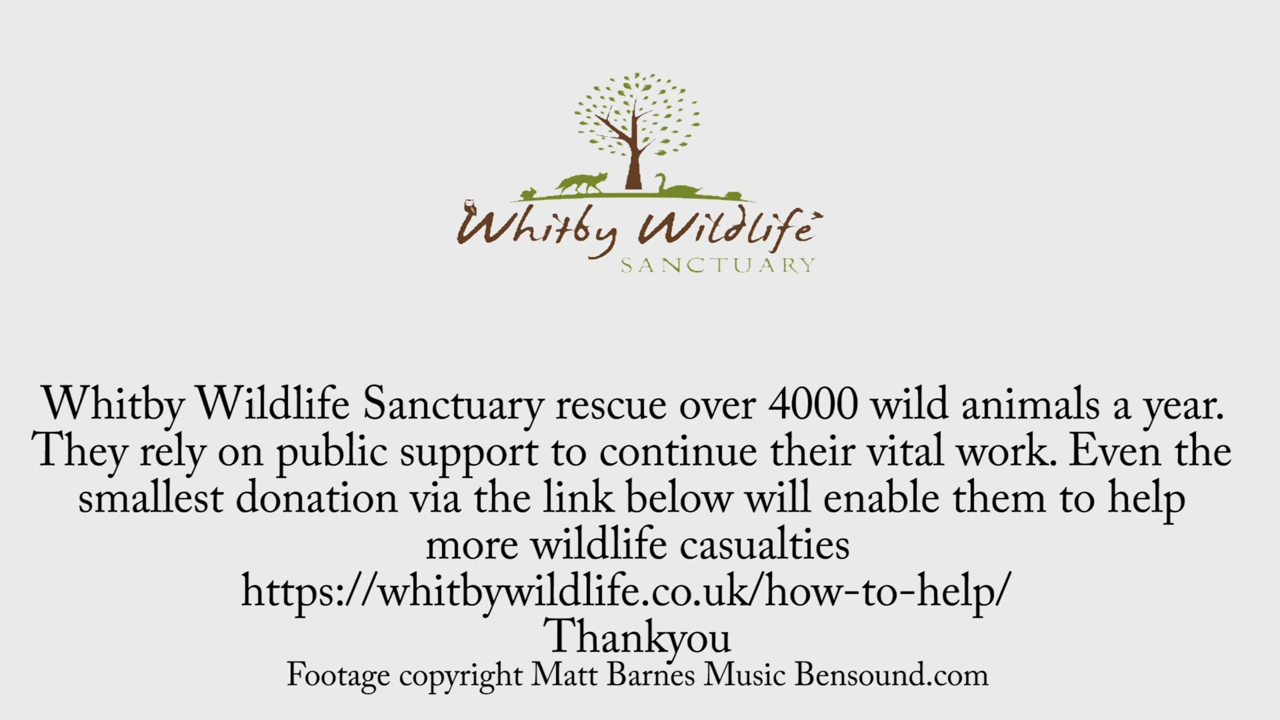 Whitby Wildlife
SANCTUARY
Whitby Wildlife Sanctuary rescue over 4000 wild animals a year.
They rely on public support to continue their vital work. Even the
smallest donation via the link below will enable them to help
more wildlife casualties
https://whitbywildlife.co.uk/how-to-help/
Thankyou
Footage copyright Matt Barnes Music Bensound.com